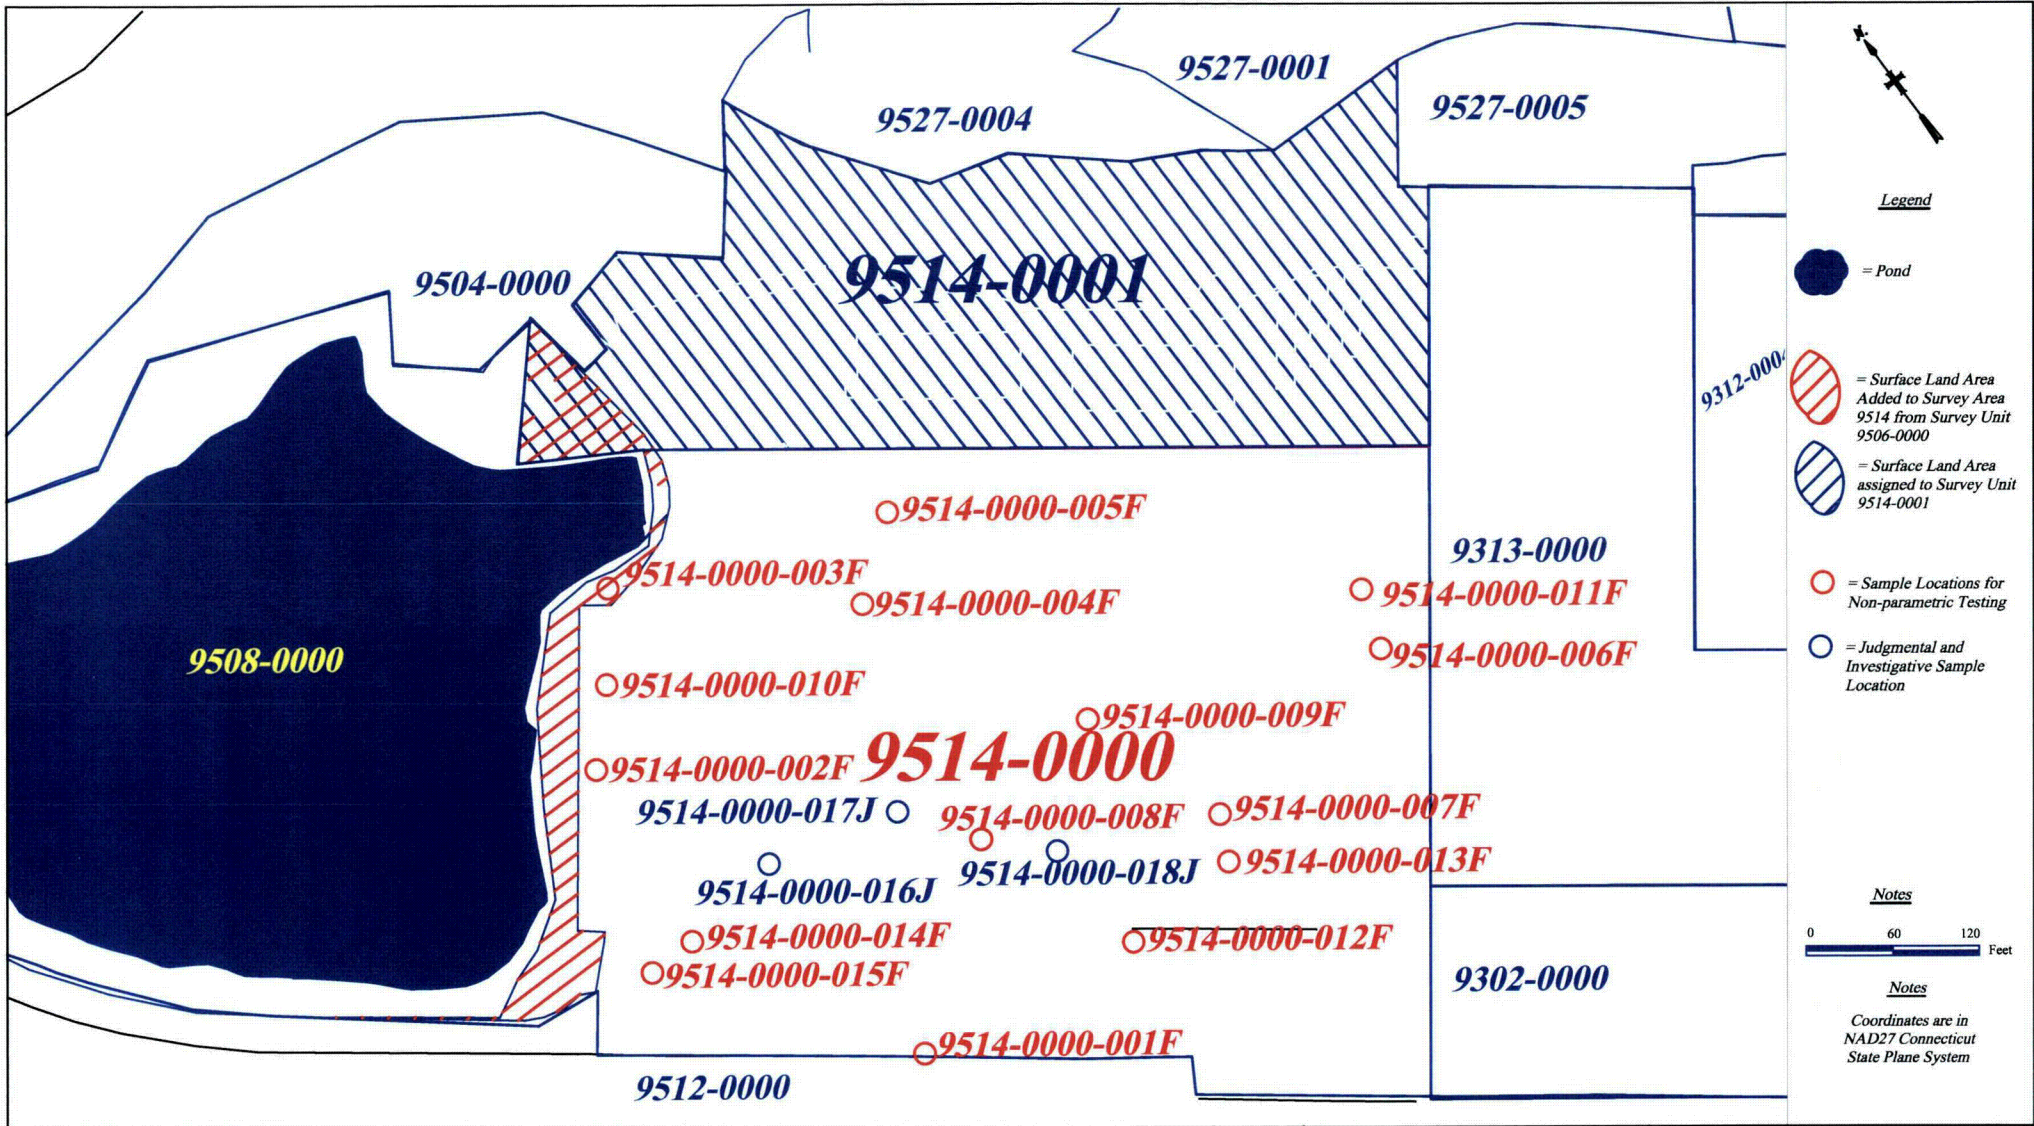 9527-0001
9527-0004
9527-0005
9504-0000
9514-0001
9312-000
9514-0000-005F
9313-0000
9514-0000-003F
9514-0000-004F
9514-0000-011F
9508-0000
9514-0000-006F
9514-0000-010F
9514-0000-009F
9514-0000
9514-0000-002F
9514-0000-017J
9514-0000-008F
9514-0000-007F
9514-0000-018J
9514-0000-013F
9514-0000-016J
9514-0000-014F
9514-0000-012F
9514-0000-015F
9302-0000
9514-0000-001F
9512-0000
Legend
= Pond
= Surface Land Area
Added to Survey Area
9514 from Survey Unit
9506-0000
= Surface Land Area
assigned to Survey Unit
9514-0001
= Sample Locations for
Non-parametric Testing
= Judgmental and
Investigative Sample
Location
Notes
0 60 120
Feet
Notes
Coordinates are in
NAD27 Connecticut
State Plane System